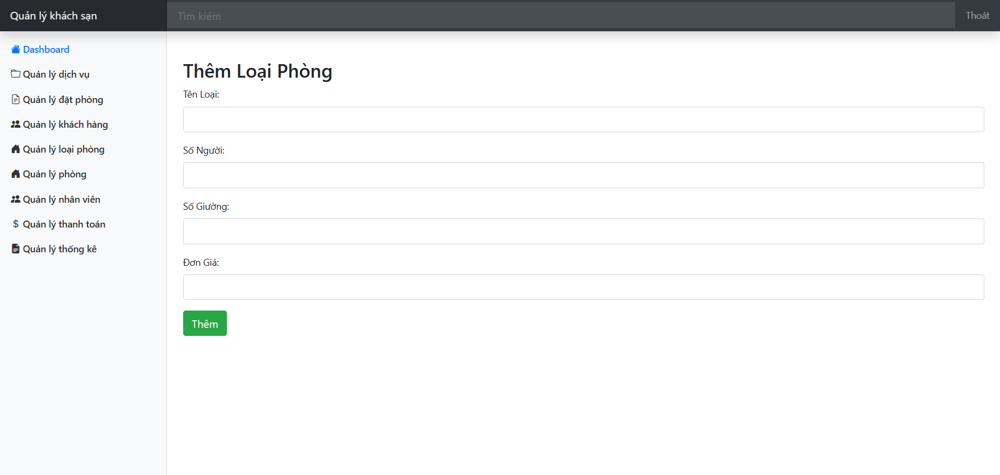 Quản lý khách sạn
Tìm kiếm
Thoát
Dashboard
Quản lý dịch vụ
Quản lý đặt phòng
Quản lý khách hàng
Quản lý loại phòng
Quản lý phòng
Quản lý nhân viên
Quản lý thanh toán
Quản lý thống kê
Thêm Loại Phòng
Tên Loại:
Số Người:
Số Giường:
Đơn Giá:
Thêm